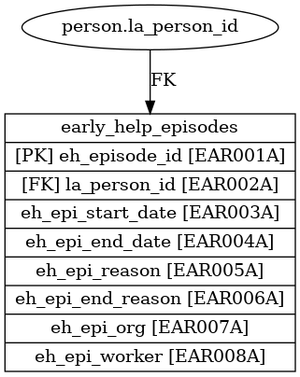 person.la_person_id
FK
early_help_episodes
[PK] eh_episode_id [EAR001A]
[FK] la_person_id [EAR002A]
eh_epi_start_date [EAR003A]
eh_epi_end_date [EAR004A]
eh_epi_reason [EAR005A]
eh_epi_end_reason [EAR006A]
eh_epi_org [EAR007A]
eh_epi_worker [EAR008A]